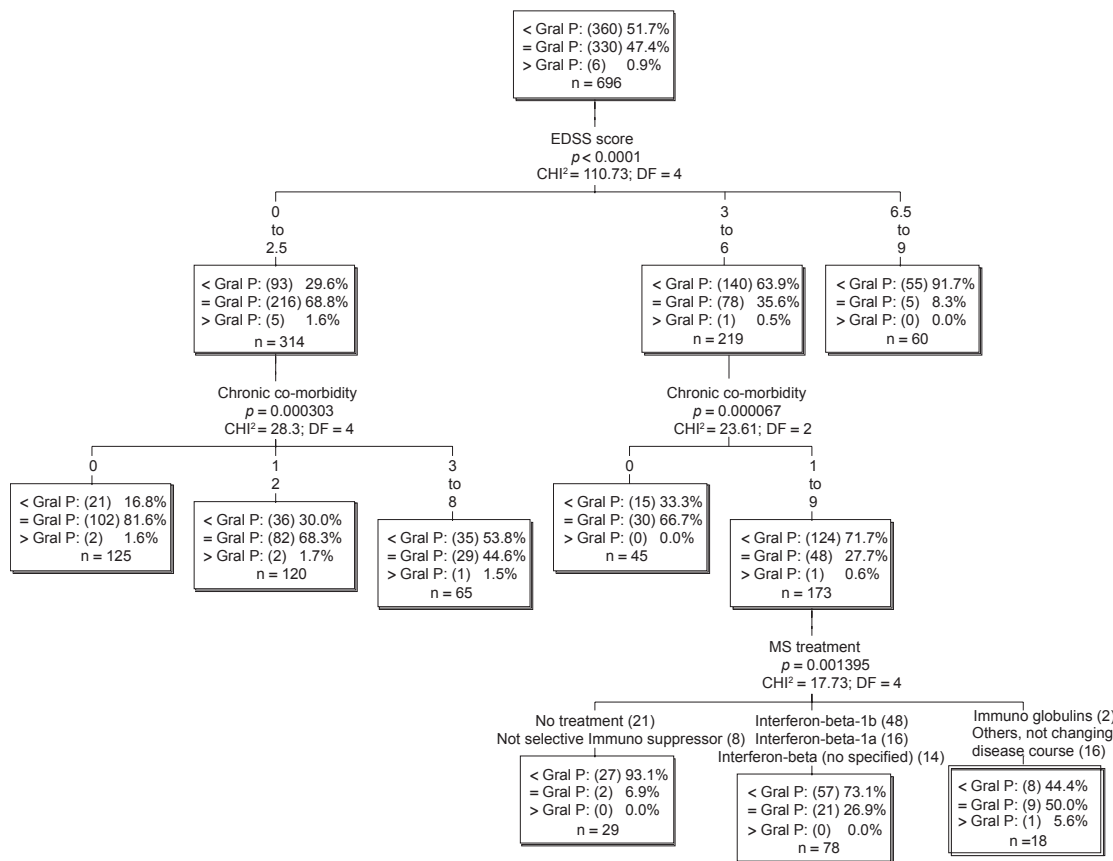 < Gral P: (360) 51.7%
= Gral P: (330) 47.4%
> Gral P: (6) 0.9%
n = 696
EDSS score
p < 0.0001
CHI² = 110.73; DF = 4
0
to
2.5
3
to
6
6.5
to
9
< Gral P: (93) 29.6%
= Gral P: (216) 68.8%
> Gral P: (5) 1.6%
n = 314
< Gral P: (140) 63.9%
= Gral P: (78) 35.6%
> Gral P: (1) 0.5%
n = 219
< Gral P: (55) 91.7%
= Gral P: (5) 8.3%
> Gral P: (0) 0.0%
n = 60
Chronic co-morbidity
p = 0.000303
CHI² = 28.3; DF = 4
Chronic co-morbidity
p = 0.000067
CHI² = 23.61; DF = 2
0
1
2
3
to
8
0
1
to
9
< Gral P: (21) 16.8%
= Gral P: (102) 81.6%
> Gral P: (2) 1.6%
n = 125
< Gral P: (36) 30.0%
= Gral P: (82) 68.3%
> Gral P: (2) 1.7%
n = 120
< Gral P: (35) 53.8%
= Gral P: (29) 44.6%
> Gral P: (1) 1.5%
n = 65
< Gral P: (15) 33.3%
= Gral P: (30) 66.7%
> Gral P: (0) 0.0%
n = 45
< Gral P: (124) 71.7%
= Gral P: (48) 27.7%
> Gral P: (1) 0.6%
n = 173
MS treatment
p = 0.001395
CHI² = 17.73; DF = 4
No treatment (21)
Not selective Immuno suppressor (8)
Interferon-beta-1b (48)
Interferon-beta-1a (16)
Interferon-beta (no specified) (14)
Immuno globulins (2)
Others, not changing
disease course (16)
< Gral P: (27) 93.1%
= Gral P: (2) 6.9%
> Gral P: (0) 0.0%
n = 29
< Gral P: (57) 73.1%
= Gral P: (21) 26.9%
> Gral P: (0) 0.0%
n = 78
< Gral P: (8) 44.4%
= Gral P: (9) 50.0%
> Gral P: (1) 5.6%
n =18